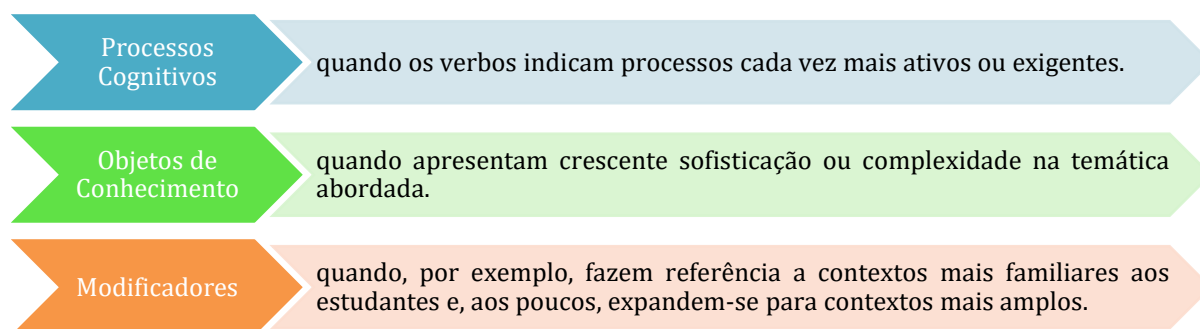 Processos
Cognitivos
quando os verbos indicam processos cada vez mais ativos ou exigentes.
Objetos de
Conhecimento
quando apresentam crescente sofisticação ou complexidade na temática
abordada.
Modificadores
quando, por exemplo, fazem referência a contextos mais familiares aos
estudantes e, aos poucos, expandem-se para contextos mais amplos.